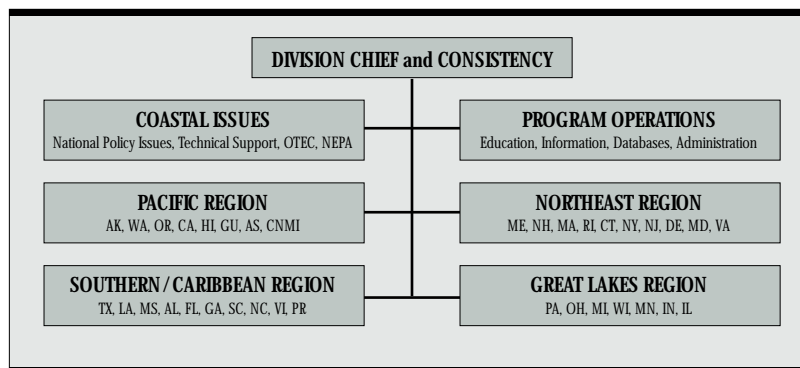 DIVISION CHIEF and CONSISTENCY
COASTAL ISSUES
National Policy Issues, Technical Support, OTEC, NEPA
PROGRAM OPERATIONS
Education, Information, Databases, Administration
PACIFIC REGION
AK, WA, OR, CA, HI, GU, AS, CNMI
NORTHEAST REGION
ME, NH, MA, RI, CT, NY, NJ, DE, MD, VA
SOUTHERN / CARIBBEAN REGION
TX, LA, MS, AL, FL, GA, SC, NC, VI, PR
GREAT LAKES REGION
PA, OH, MI, WI, MN, IN, IL